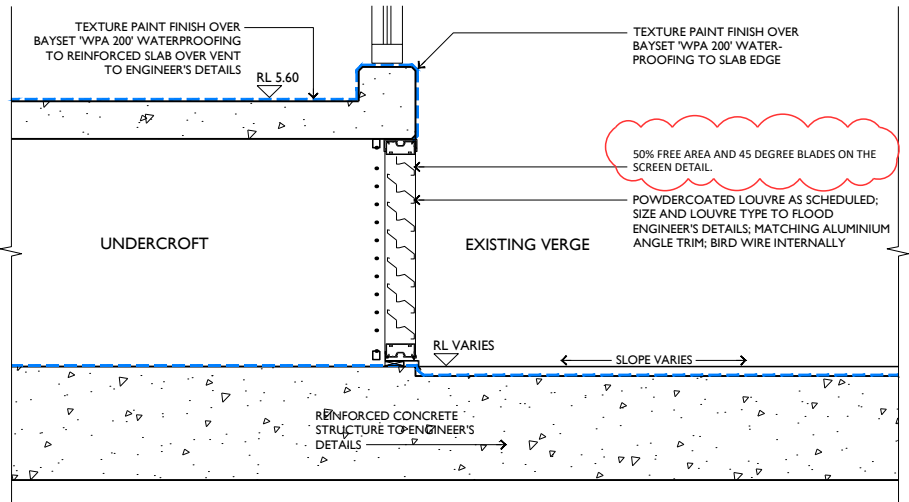 TEXTURE PAINT FINISH OVER
BAYSET 'WPA 200' WATERPROOFING
TO REINFORCED SLAB OVER VENT
TO ENGINEER'S DETAILS
RL 5.60
TEXTURE PAINT FINISH OVER
BAYSET 'WPA 200' WATER-
PROOFING TO SLAB EDGE
50% FREE AREA AND 45 DEGREE BLADES ON THE
SCREEN DETAIL.
POWDERCOATED LOUVRE AS SCHEDULED;
SIZE AND LOUVRE TYPE TO FLOOD
ENGINEER'S DETAILS; MATCHING ALUMINIUM
ANGLE TRIM; BIRD WIRE INTERNALLY
UNDERCROFT
EXISTING VERGE
RL VARIES
SLOPE VARIES
REINFORCED CONCRETE
STRUCTURE TO ENGINEER'S
DETAILS